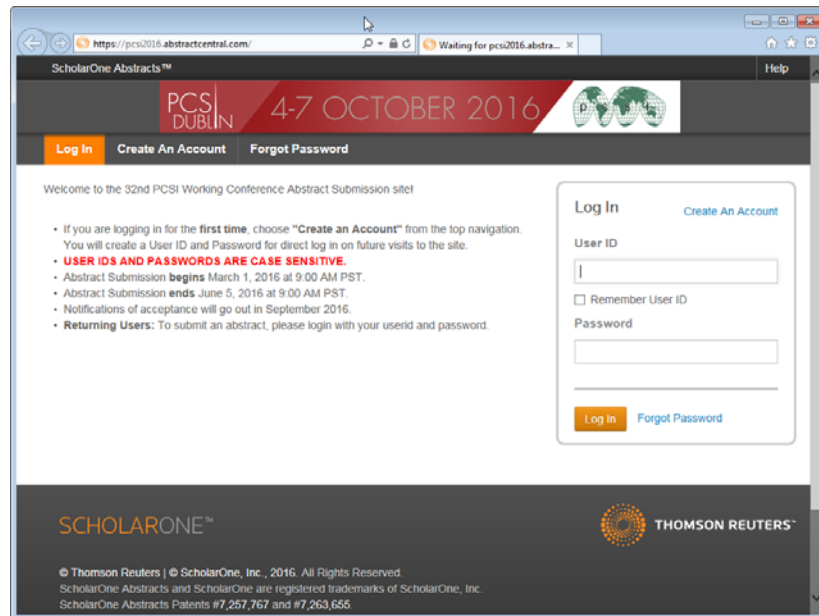 https://pcsi2016.abstractcentral.com/
Waiting for pcsi2016.abstra...
ScholarOne Abstracts™
Help
PCSI
DUBLIN
4-7 OCTOBER 2016
p c s i
Log In
Create An Account
Forgot Password
Welcome to the 32nd PCSI Working Conference Abstract Submission site!
• If you are logging in for the first time, choose "Create an Account" from the top navigation.
You will create a User ID and Password for direct log in on future visits to the site.
• USER IDS AND PASSWORDS ARE CASE SENSITIVE.
• Abstract Submission begins March 1, 2016 at 9:00 AM PST.
• Abstract Submission ends June 5, 2016 at 9:00 AM PST.
• Notifications of acceptance will go out in September 2016.
• Returning Users: To submit an abstract, please login with your userid and password.
Log In
Create An Account
User ID
Remember User ID
Password
Log In
Forgot Password
SCHOLARONE™
THOMSON REUTERS™
© Thomson Reuters | © ScholarOne, Inc., 2016. All Rights Reserved.
ScholarOne Abstracts and ScholarOne are registered trademarks of ScholarOne, Inc.
ScholarOne Abstracts Patents #7,257,767 and #7,263,655.